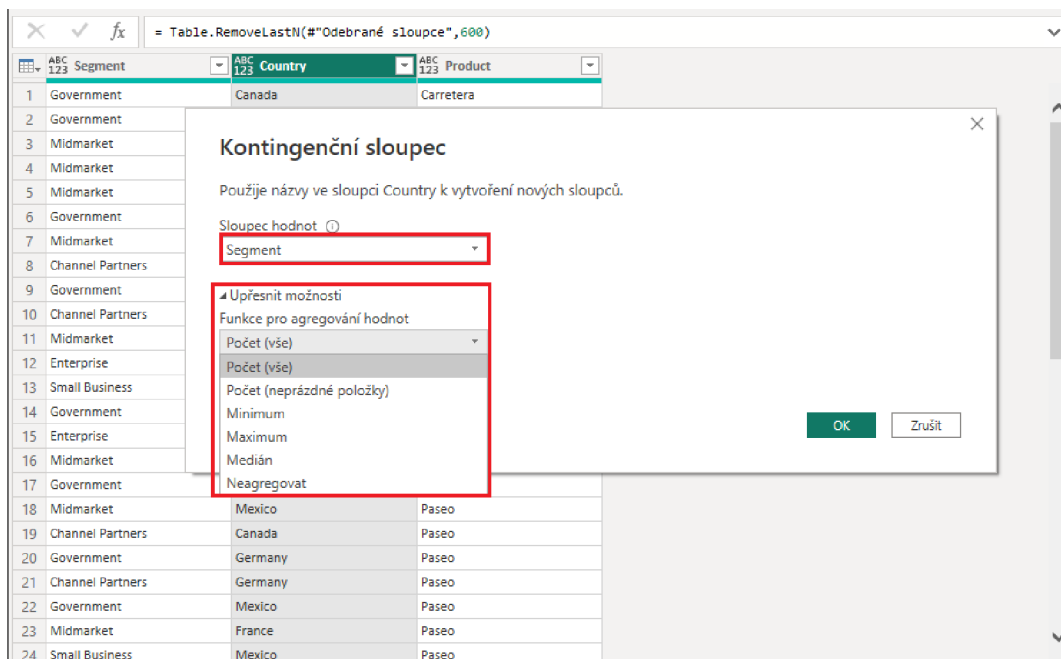 fx = Table.RemoveLastN(#"Odebrané sloupce",600)
ABC 123 Segment ABC 123 Country ABC 123 Product
1 Government Canada Carretera
2 Government
3 Midmarket
4 Midmarket
5 Midmarket
6 Government
7 Midmarket
8 Channel Partners
9 Government
10 Channel Partners
11 Midmarket
12 Enterprise
13 Small Business
14 Government
15 Enterprise
16 Midmarket
17 Government
Kontingenční sloupec
Použije názvy ve sloupci Country k vytvoření nových sloupců.
Sloupec hodnot
Segment
Upřesnit možnosti
Funkce pro agregování hodnot
Počet (vše)
Počet (vše)
Počet (neprázdné položky)
Minimum
Maximum
Medián
Neagregovat
OK Zrušit
18 Midmarket Mexico Paseo
19 Channel Partners Canada Paseo
20 Government Germany Paseo
21 Channel Partners Germany Paseo
22 Government Mexico Paseo
23 Midmarket France Paseo
24 Small Business Mexico Paseo